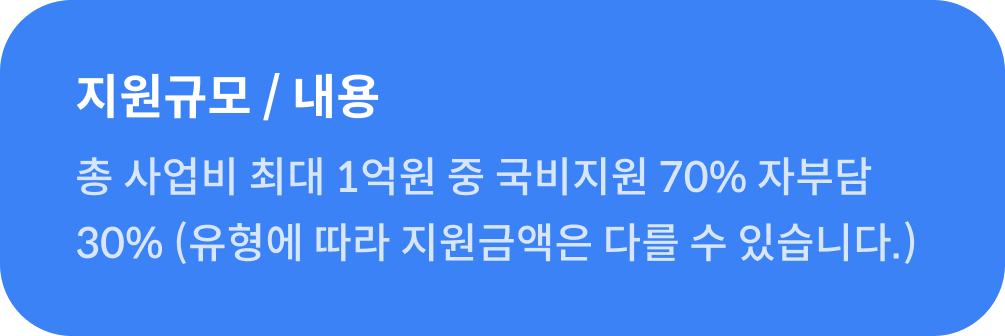 지원규모 / 내용
총 사업비 최대 1억원 중 국비지원 70% 자부담
30% (유형에 따라 지원금액은 다를 수 있습니다.)